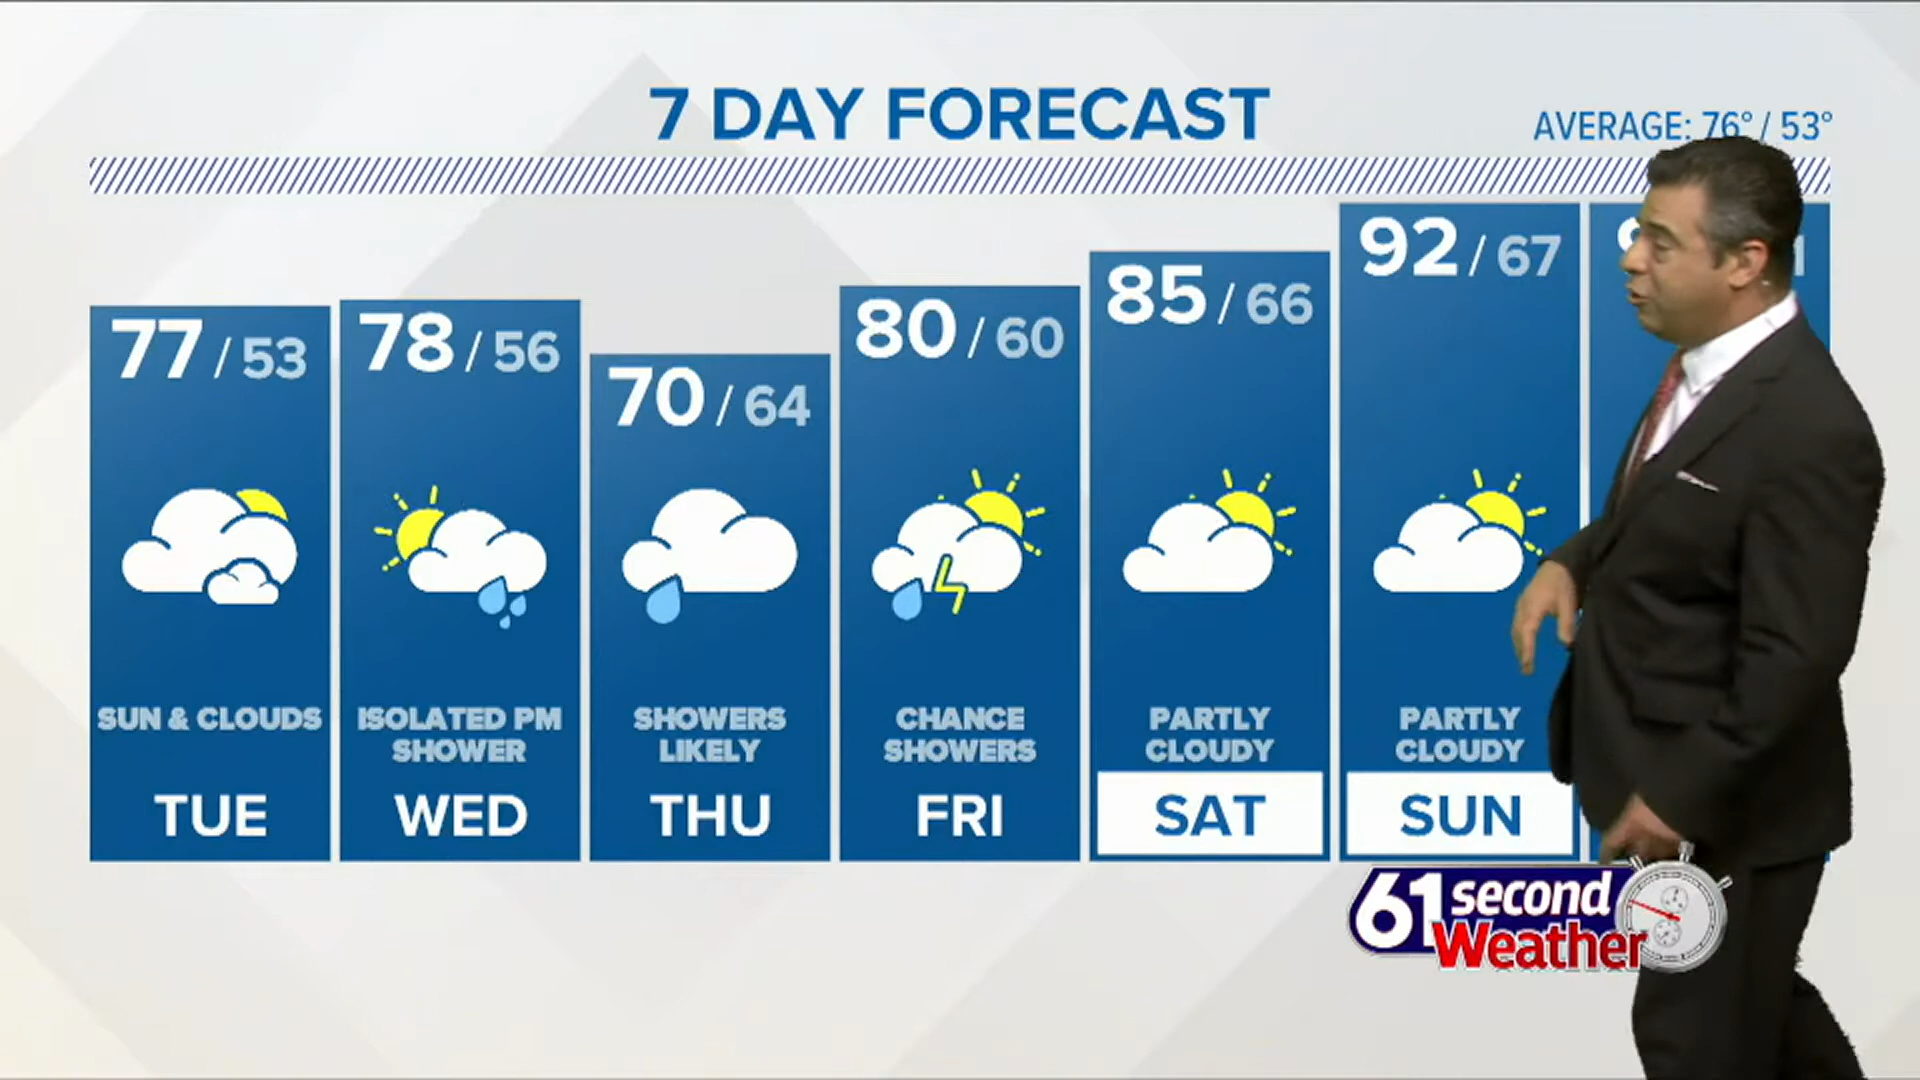 7 DAY FORECAST
AVERAGE: 76° / 53°
77 / 53
SUN & CLOUDS
TUE
78 / 56
ISOLATED PM
SHOWER
WED
70 / 64
SHOWERS
LIKELY
THU
80 / 60
CHANCE
SHOWERS
FRI
85 / 66
PARTLY
CLOUDY
SAT
92 / 67
PARTLY
CLOUDY
SUN
61 second
Weather